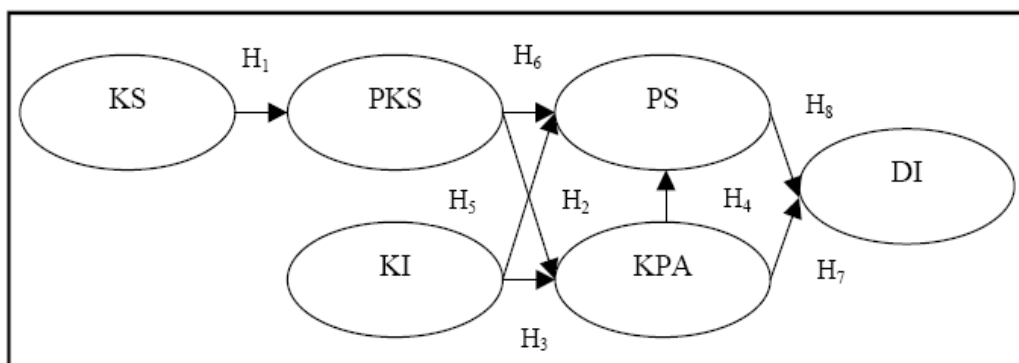 H₁
H₆
KS
PKS
PS
H₈
DI
H₅
H₂
H₄
KI
KPA
H₇
H₃